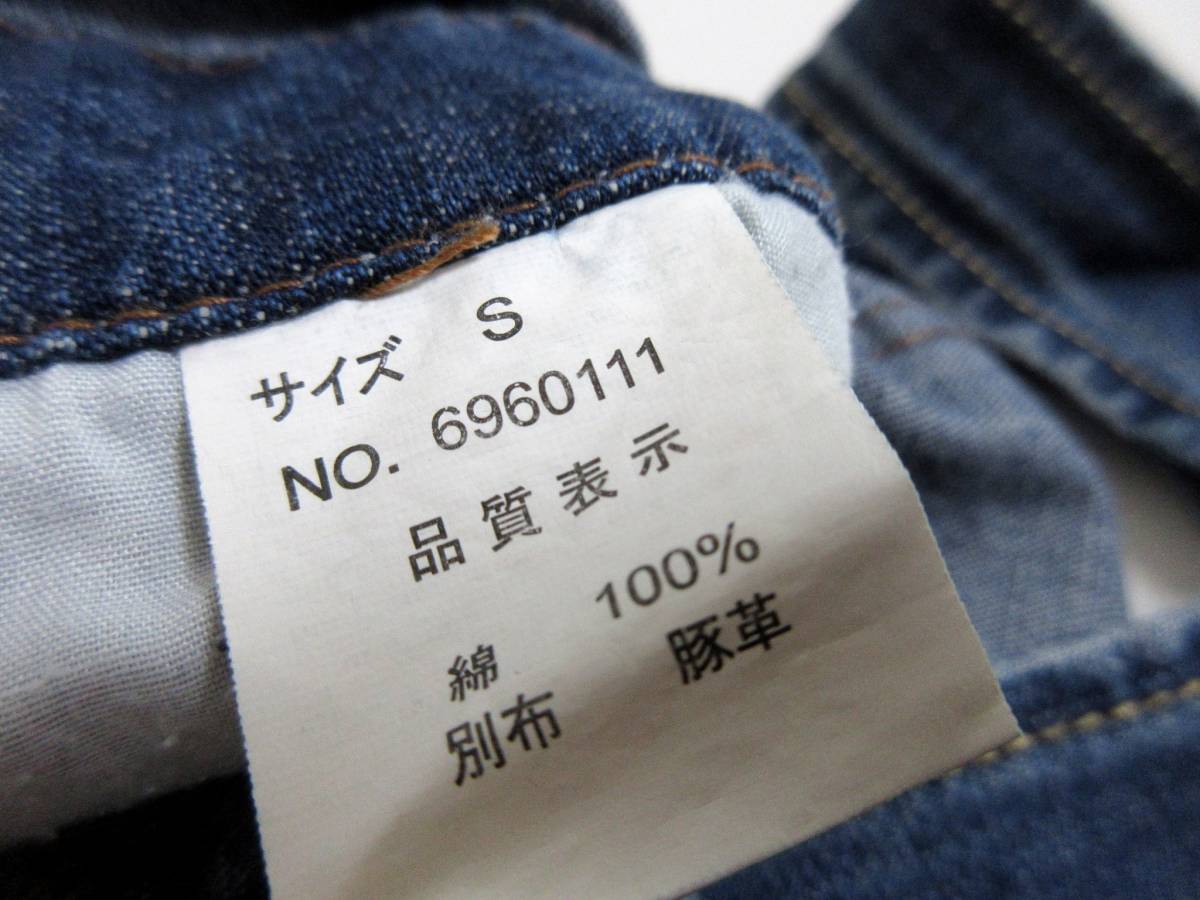 サイズ S
NO. 6960111
品質表示
綿 100%
別布 豚革